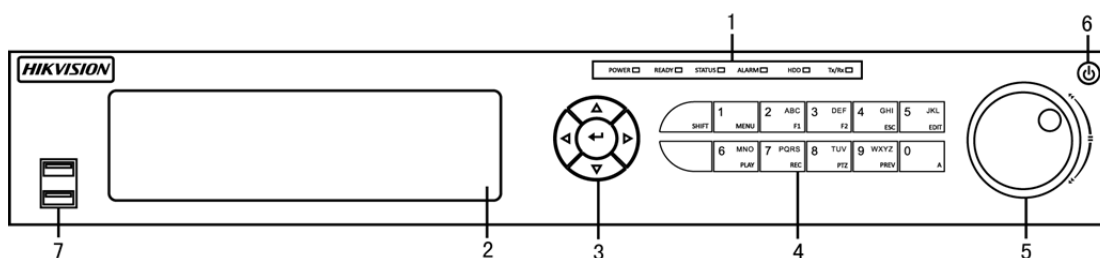 1
6
HIKVISION
POWER READY STATUS ALARM HDD Tx/Rx
SHIFT
1 MENU
2 ABC F1
3 DEF F2
4 GHI ESC
5 JKL EDIT
6 MNO PLAY
7 PQRS REC
8 TUV PTZ
9 WXYZ PREV
0 A
7
2
3
4
5